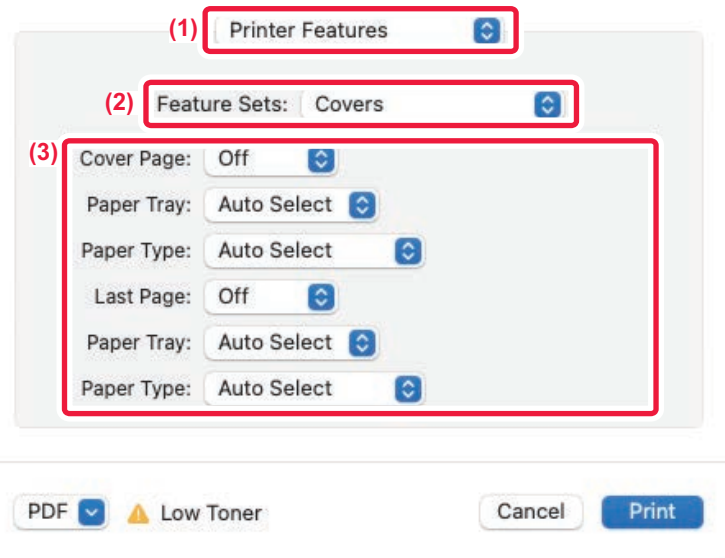 (1) Printer Features
(2) Feature Sets: Covers
(3) Cover Page: Off
Paper Tray: Auto Select
Paper Type: Auto Select
Last Page: Off
Paper Tray: Auto Select
Paper Type: Auto Select
PDF Low Toner Cancel Print